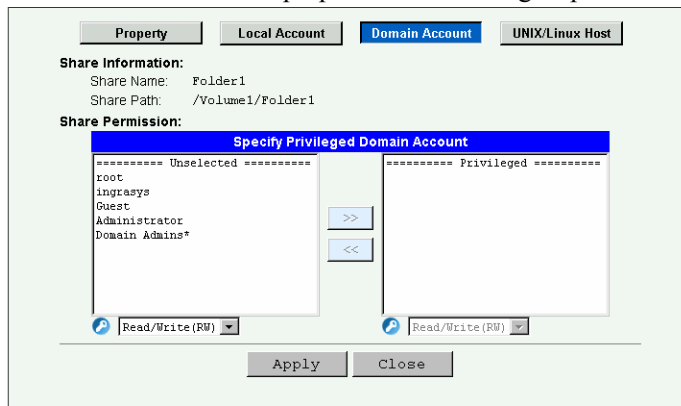 Property Local Account Domain Account UNIX/Linux Host
Share Information:
Share Name: Folder1
Share Path: /Volume1/Folder1
Share Permission:
Specify Privileged Domain Account
========== Unselected ==========
root
ingrasys
Guest
Administrator
Domain Admins*
>>
<<
========== Privileged ==========
Read/Write(RW) Read/Write(RW)
Apply Close